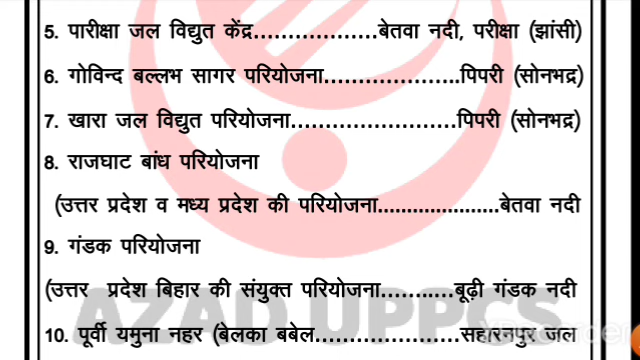 5. पारीक्षा जल विद्युत केंद्र..................बेतवा नदी, परीक्षा (झांसी)
6. गोविन्द बल्लभ सागर परियोजना....................पिपरी (सोनभद्र)
7. खारा जल विद्युत परियोजना........................पिपरी (सोनभद्र)
8. राजघाट बांध परियोजना
(उत्तर प्रदेश व मध्य प्रदेश की परियोजना......................बेतवा नदी
9. गंडक परियोजना
(उत्तर प्रदेश बिहार की संयुक्त परियोजना...........बूढ़ी गंडक नदी
AZAD UPPCS
10. पूर्वी यमुना नहर (बेलका बबेल.....................सहारनपुर जल